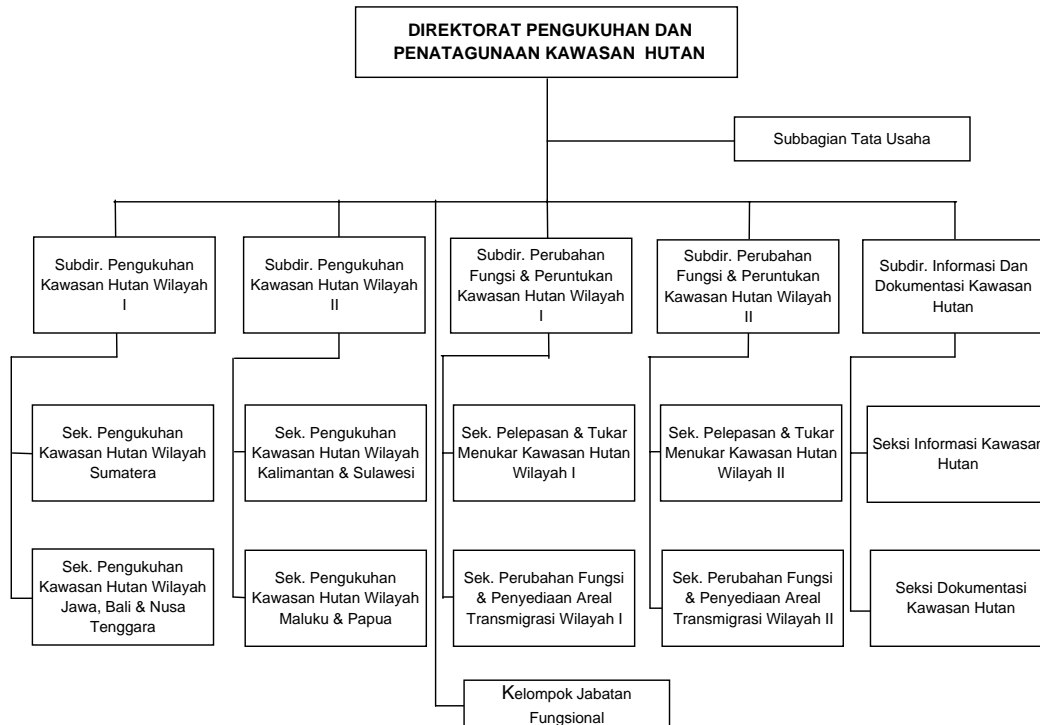 DIREKTORAT PENGUKUHAN DAN
PENATAGUNAAN KAWASAN HUTAN
Subbagian Tata Usaha
Subdir. Pengukuhan
Kawasan Hutan Wilayah
I
Subdir. Pengukuhan
Kawasan Hutan Wilayah
II
Subdir. Perubahan
Fungsi & Peruntukan
Kawasan Hutan Wilayah
I
Subdir. Perubahan
Fungsi & Peruntukan
Kawasan Hutan Wilayah
II
Subdir. Informasi Dan
Dokumentasi Kawasan
Hutan
Sek. Pengukuhan
Kawasan Hutan Wilayah
Sumatera
Sek. Pengukuhan
Kawasan Hutan Wilayah
Kalimantan & Sulawesi
Sek. Pelepasan & Tukar
Menukar Kawasan Hutan
Wilayah I
Sek. Pelepasan & Tukar
Menukar Kawasan Hutan
Wilayah II
Seksi Informasi Kawasan
Hutan
Sek. Pengukuhan
Kawasan Hutan Wilayah
Jawa, Bali & Nusa
Tenggara
Sek. Pengukuhan
Kawasan Hutan Wilayah
Maluku & Papua
Sek. Perubahan Fungsi
& Penyediaan Areal
Transmigrasi Wilayah I
Sek. Perubahan Fungsi
& Penyediaan Areal
Transmigrasi Wilayah II
Seksi Dokumentasi
Kawasan Hutan
Kelompok Jabatan
Fungsional